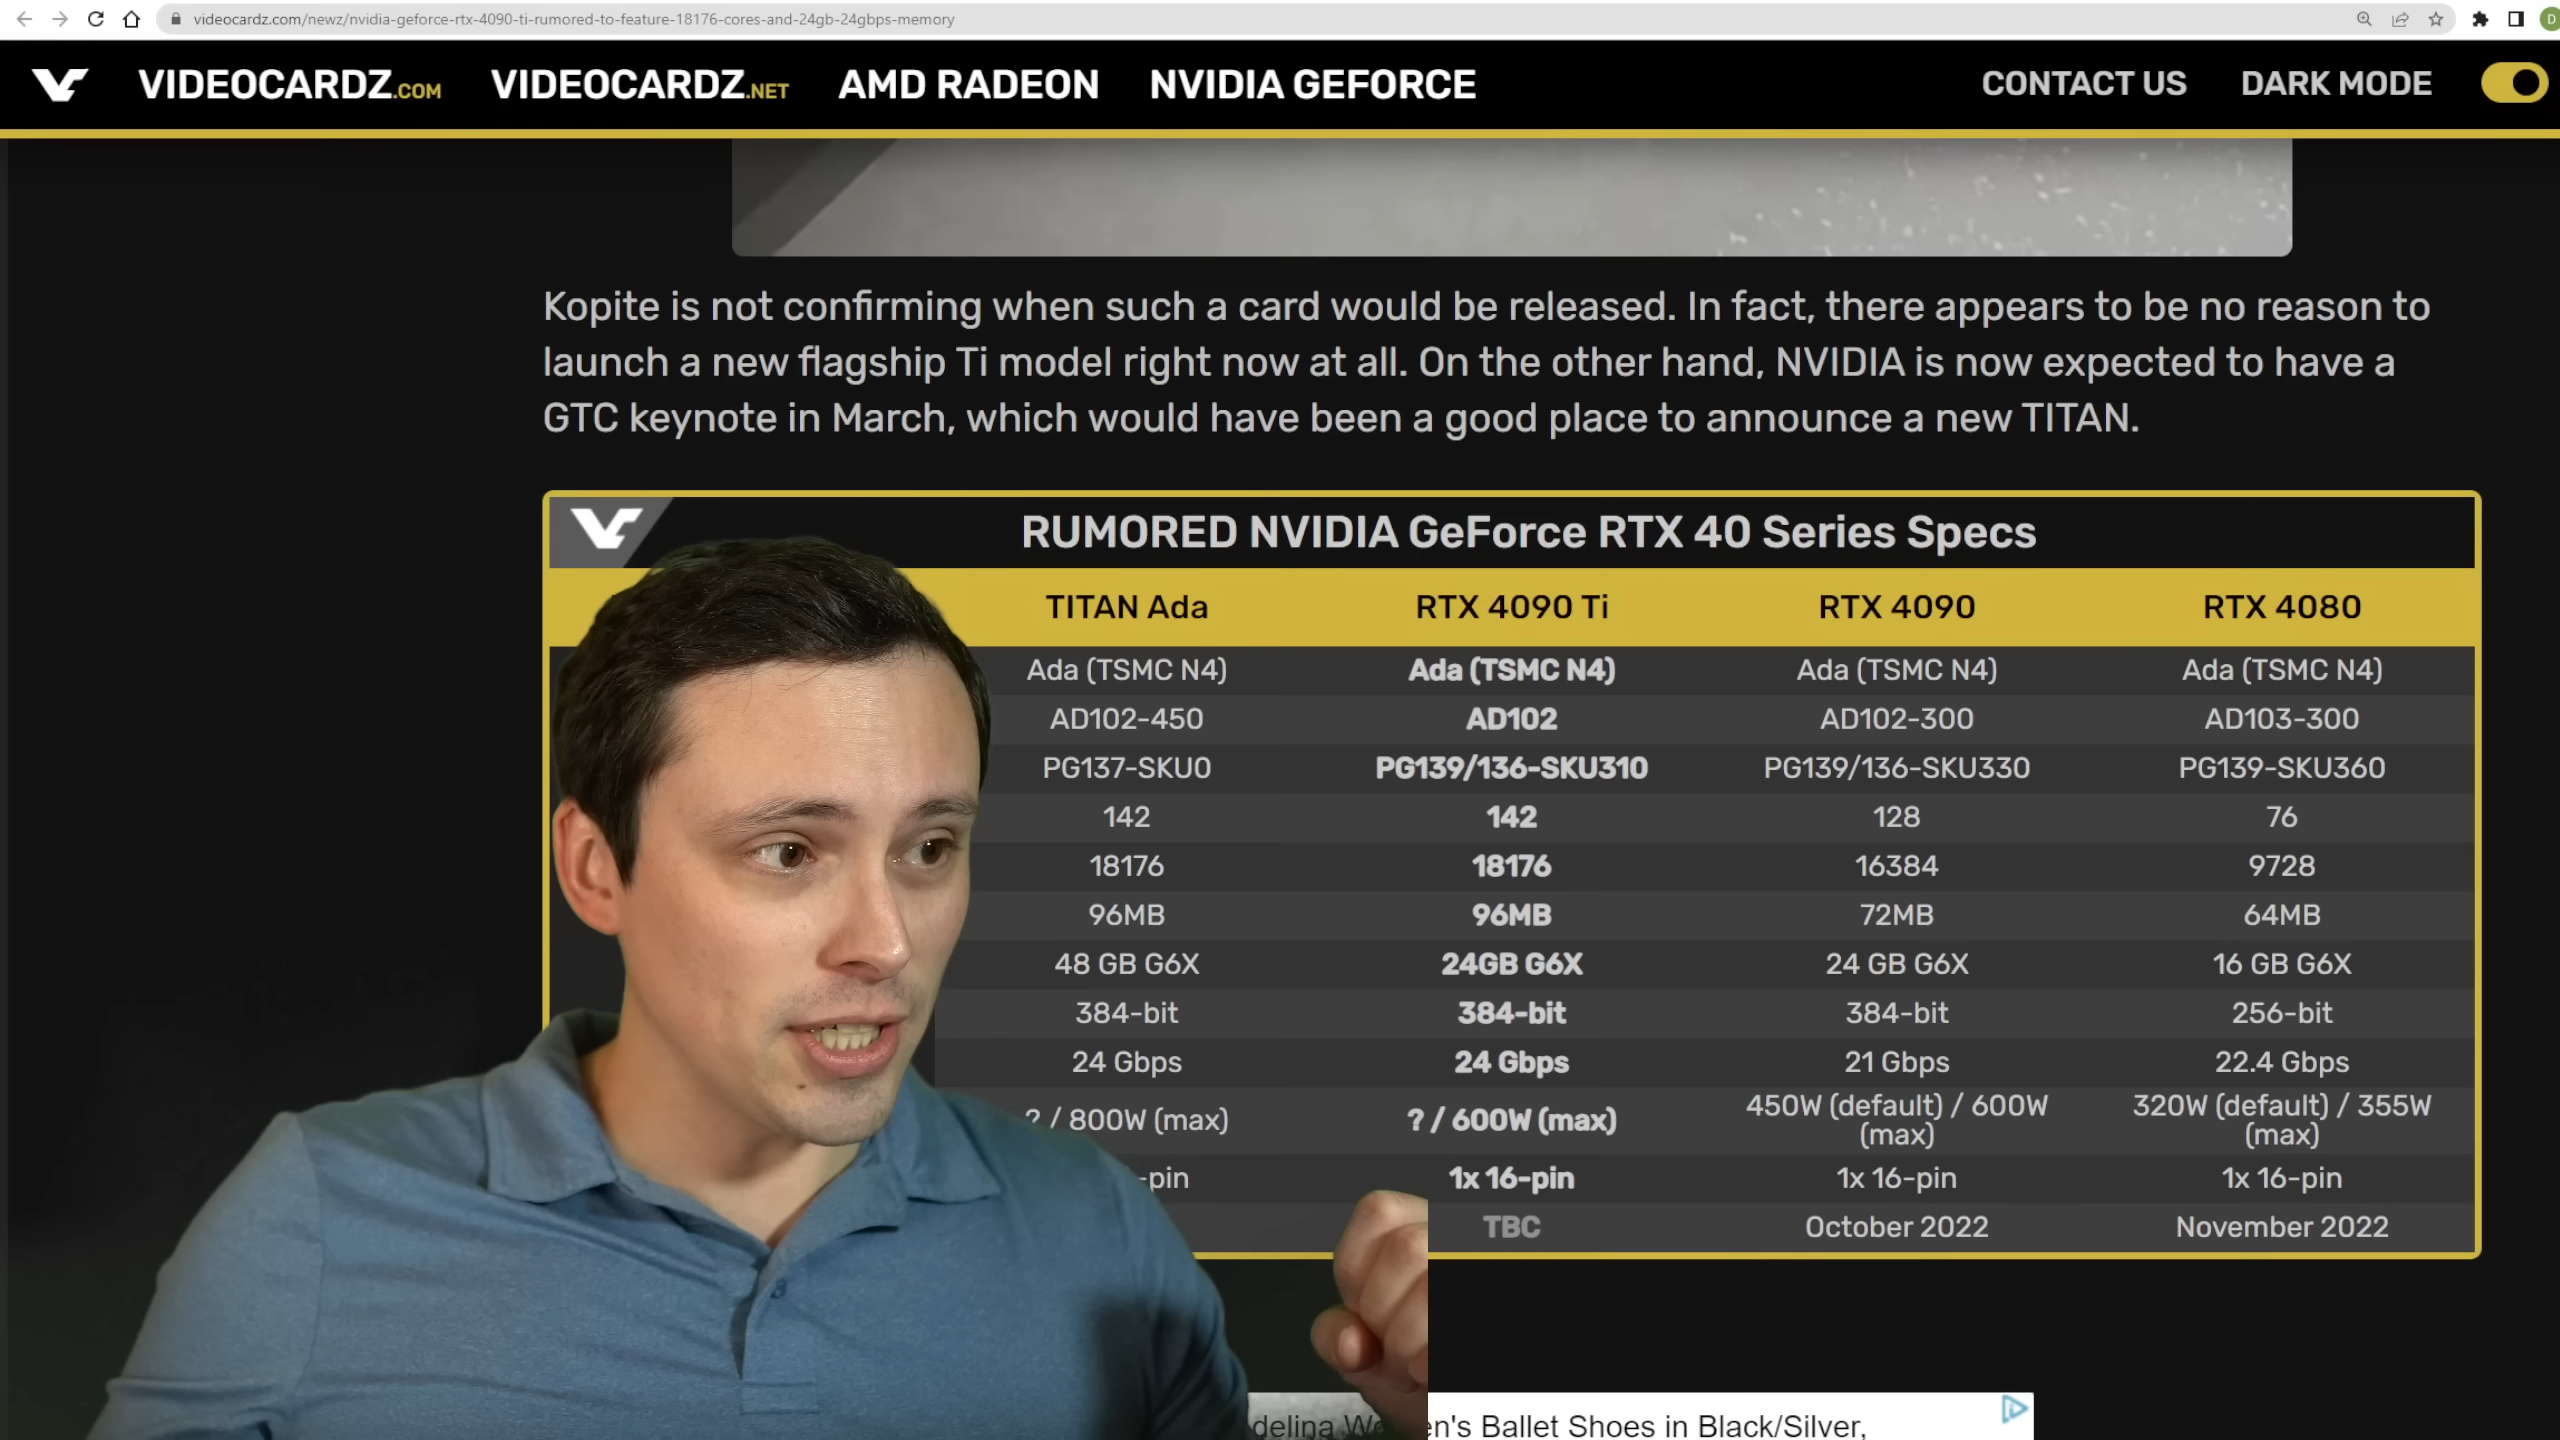 videocardz.com/newz/nvidia-geforce-rtx-4090-ti-rumored-to-feature-18176-cores-and-24gb-24gbps-memory
D
VIDEOCARDZ.COM VIDEOCARDZ.NET AMD RADEON NVIDIA GEFORCE CONTACT US DARK MODE
Kopite is not confirming when such a card would be released. In fact, there appears to be no reason to
launch a new flagship Ti model right now at all. On the other hand, NVIDIA is now expected to have a
GTC keynote in March, which would have been a good place to announce a new TITAN.
RUMORED NVIDIA GeForce RTX 40 Series Specs
TITAN Ada RTX 4090 Ti RTX 4090 RTX 4080
Ada (TSMC N4) Ada (TSMC N4) Ada (TSMC N4) Ada (TSMC N4)
AD102-450 AD102 AD102-300 AD103-300
PG137-SKU0 PG139/136-SKU310 PG139/136-SKU330 PG139-SKU360
142 142 128 76
18176 18176 16384 9728
96MB 96MB 72MB 64MB
48 GB G6X 24GB G6X 24 GB G6X 16 GB G6X
384-bit 384-bit 384-bit 256-bit
24 Gbps 24 Gbps 21 Gbps 22.4 Gbps
? / 800W (max) ? / 600W (max) 450W (default) / 600W (max) 320W (default) / 355W (max)
-pin 1x 16-pin 1x 16-pin 1x 16-pin
TBC October 2022 November 2022
Ballet Shoes in Black/Silver,